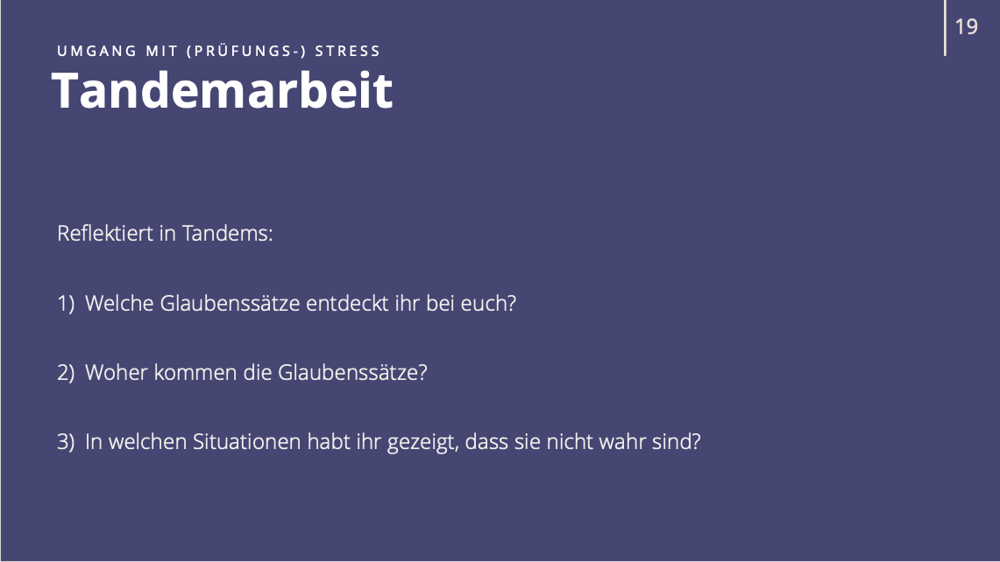 19
UMGANG MIT (PRÜFUNGS-) STRESS
Tandemarbeit
Reflektiert in Tandems:
1) Welche Glaubenssätze entdeckt ihr bei euch?
2) Woher kommen die Glaubenssätze?
3) In welchen Situationen habt ihr gezeigt, dass sie nicht wahr sind?